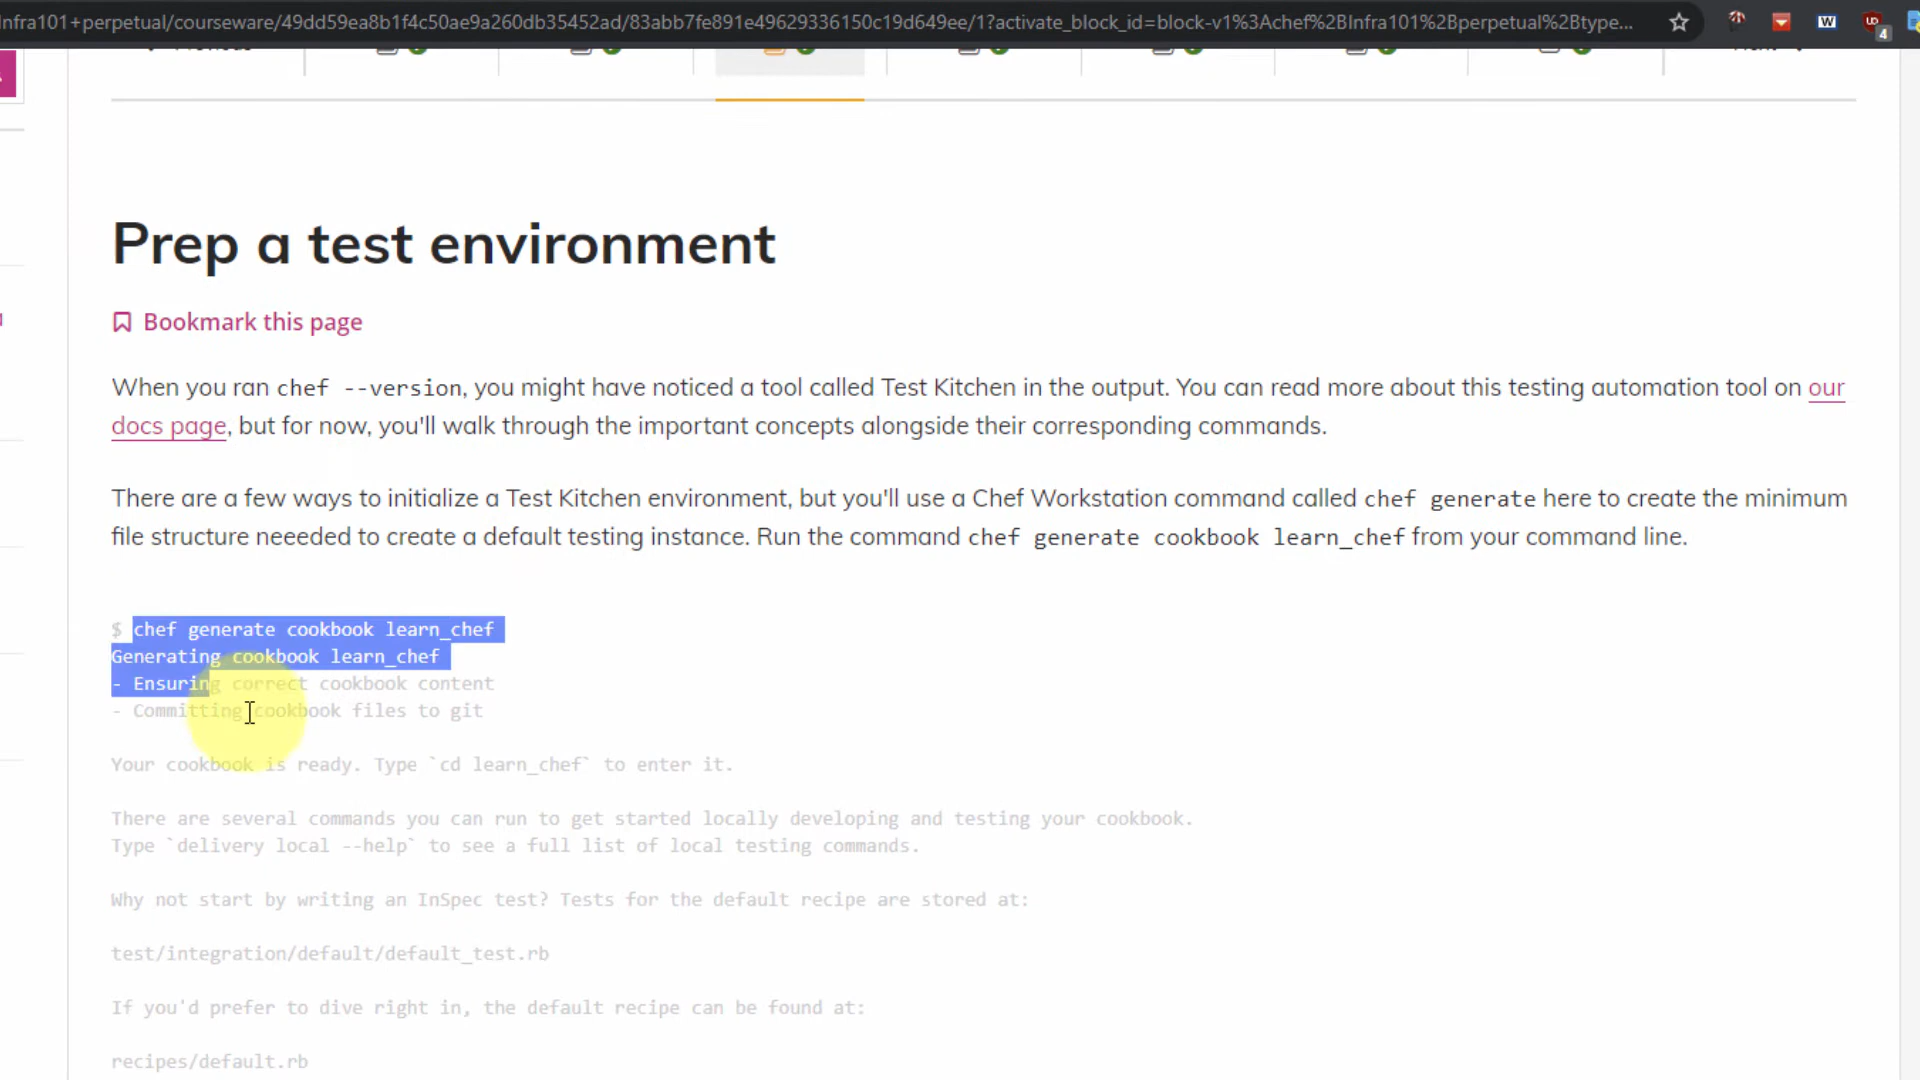 Infra101+perpetual/courseware/49dd59ea8b1f4c50ae9a260db35452ad/83abb7fe891e49629336150c19d649ee/1?activate_block_id=block-v1%3Achef%2BInfra101%2Bperpetual%2Btype...
4
Prep a test environment
Bookmark this page
When you ran chef --version, you might have noticed a tool called Test Kitchen in the output. You can read more about this testing automation tool on our
docs page, but for now, you'll walk through the important concepts alongside their corresponding commands.
There are a few ways to initialize a Test Kitchen environment, but you'll use a Chef Workstation command called chef generate here to create the minimum
file structure neeeded to create a default testing instance. Run the command chef generate cookbook learn_chef from your command line.
$ chef generate cookbook learn_chef
Generating cookbook learn_chef
- Ensuring correct cookbook content
- Committing cookbook files to git
Your cookbook is ready. Type `cd learn_chef` to enter it.
There are several commands you can run to get started locally developing and testing your cookbook.
Type `delivery local --help` to see a full list of local testing commands.
Why not start by writing an InSpec test? Tests for the default recipe are stored at:
test/integration/default/default_test.rb
If you'd prefer to dive right in, the default recipe can be found at:
recipes/default.rb